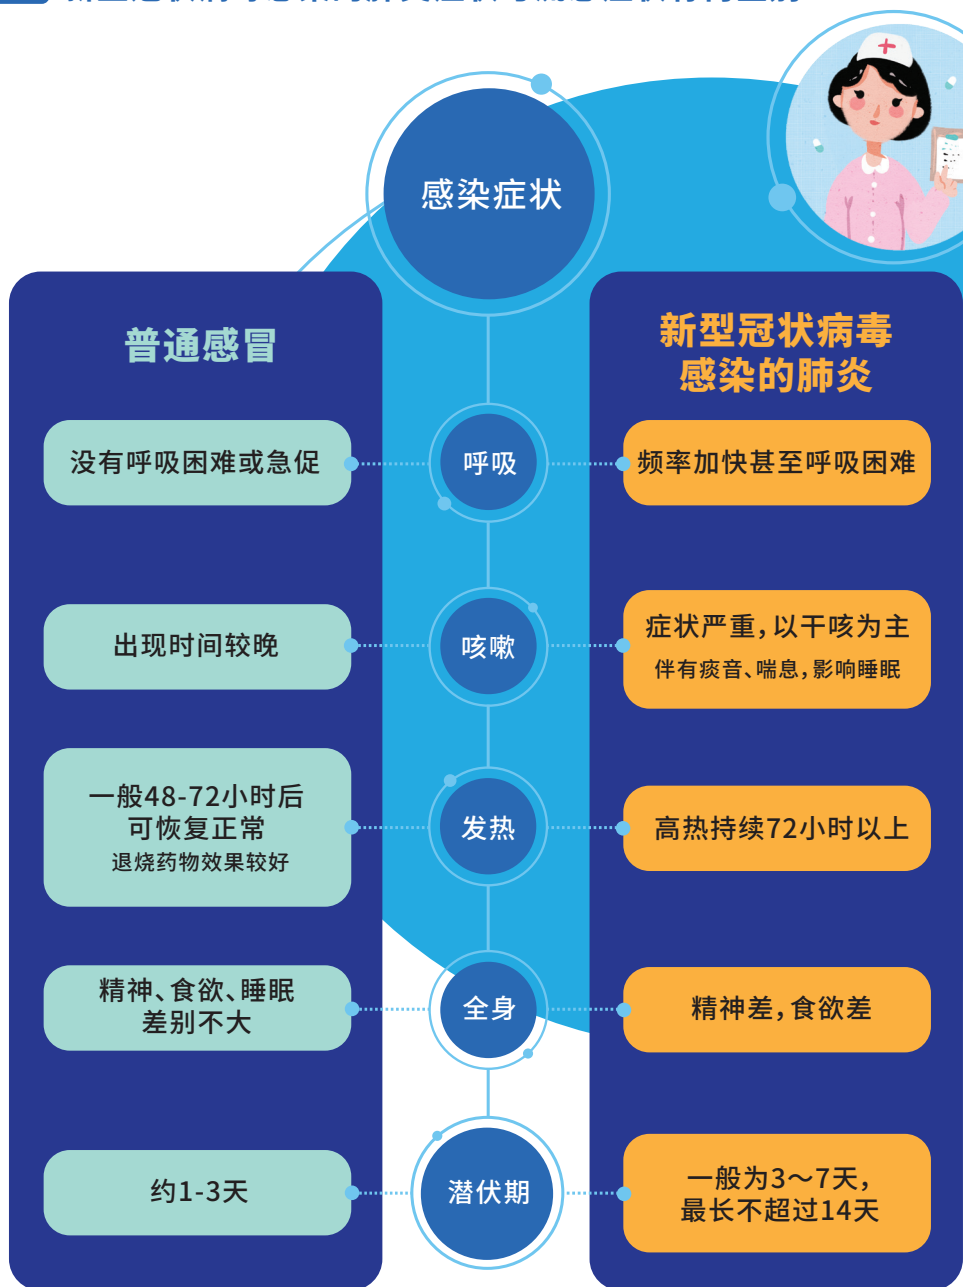 感染症状
普通感冒
新型冠状病毒
感染的肺炎
没有呼吸困难或急促
呼吸
频率加快甚至呼吸困难
出现时间较晚
咳嗽
症状严重,以干咳为主
伴有痰音、喘息,影响睡眠
一般48-72小时后
可恢复正常
退烧药物效果较好
发热
高热持续72小时以上
精神、食欲、睡眠
差别不大
全身
精神差,食欲差
约1-3天
潜伏期
一般为3～7天,
最长不超过14天